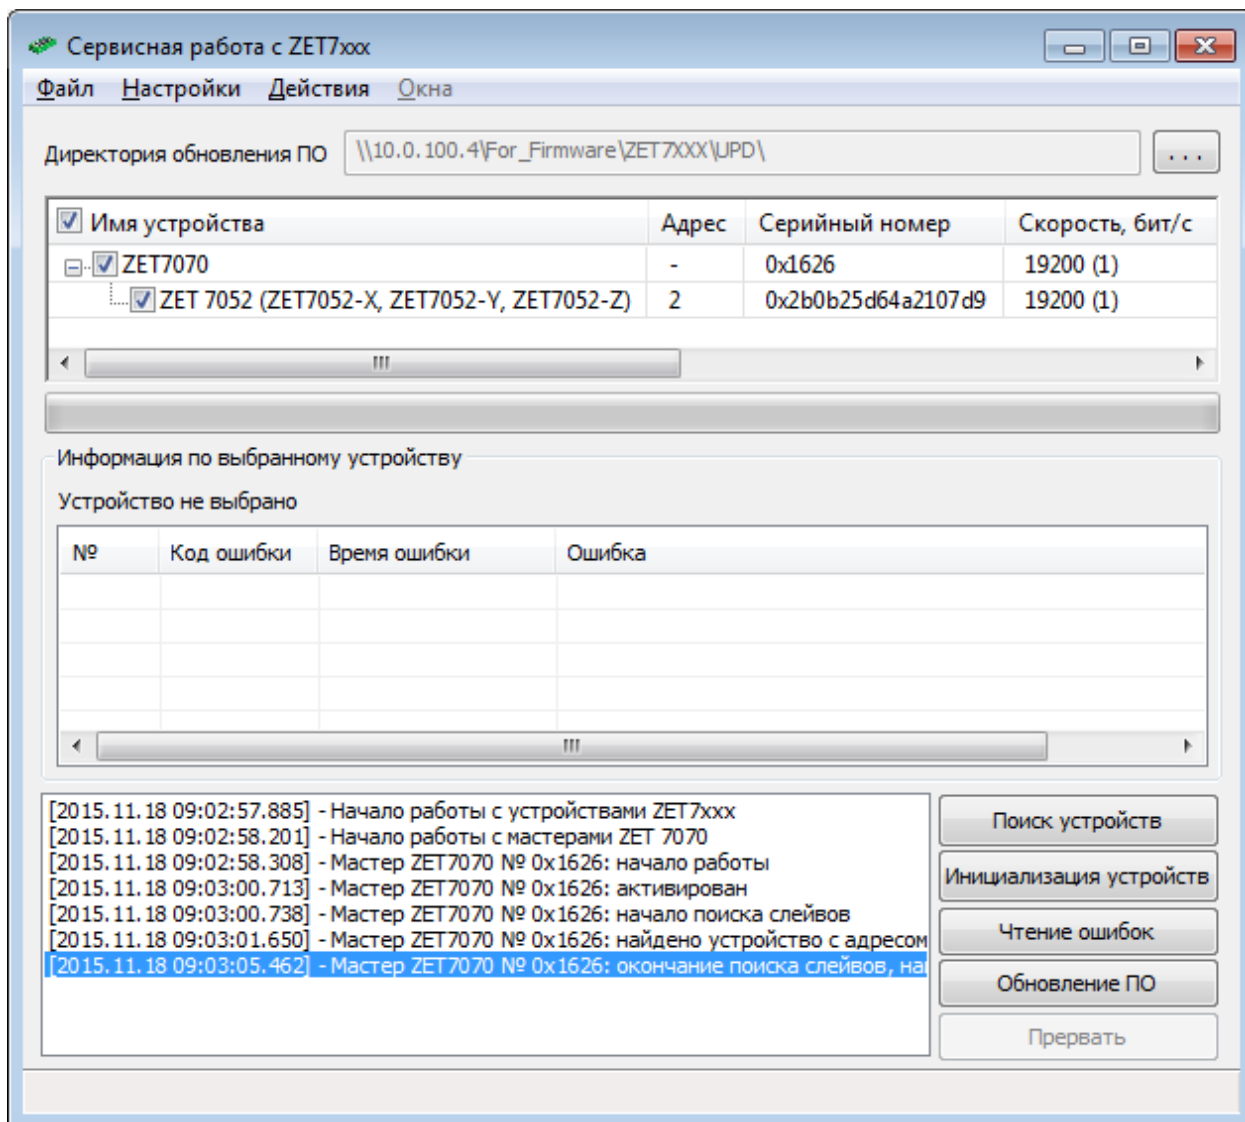 Сервисная работа с ZET7xxx
Файл Настройки Действия Окна
Директория обновления ПО \\10.0.100.4\For_Firmware\ZET7XXX\UPD\ ...
Имя устройства Адрес Серийный номер Скорость, бит/с
ZET7070 - 0x1626 19200 (1)
ZET 7052 (ZET7052-X, ZET7052-Y, ZET7052-Z) 2 0x2b0b25d64a2107d9 19200 (1)
Информация по выбранному устройству
Устройство не выбрано
№ Код ошибки Время ошибки Ошибка
[2015.11.18 09:02:57.885] - Начало работы с устройствами ZET7xxx
[2015.11.18 09:02:58.201] - Начало работы с мастерами ZET 7070
[2015.11.18 09:02:58.308] - Мастер ZET7070 № 0x1626: начало работы
[2015.11.18 09:03:00.713] - Мастер ZET7070 № 0x1626: активирован
[2015.11.18 09:03:00.738] - Мастер ZET7070 № 0x1626: начало поиска слейвов
[2015.11.18 09:03:01.650] - Мастер ZET7070 № 0x1626: найдено устройство с адресом
[2015.11.18 09:03:05.462] - Мастер ZET7070 № 0x1626: окончание поиска слейвов,
Поиск устройств
Инициализация устройств
Чтение ошибок
Обновление ПО
Прервать